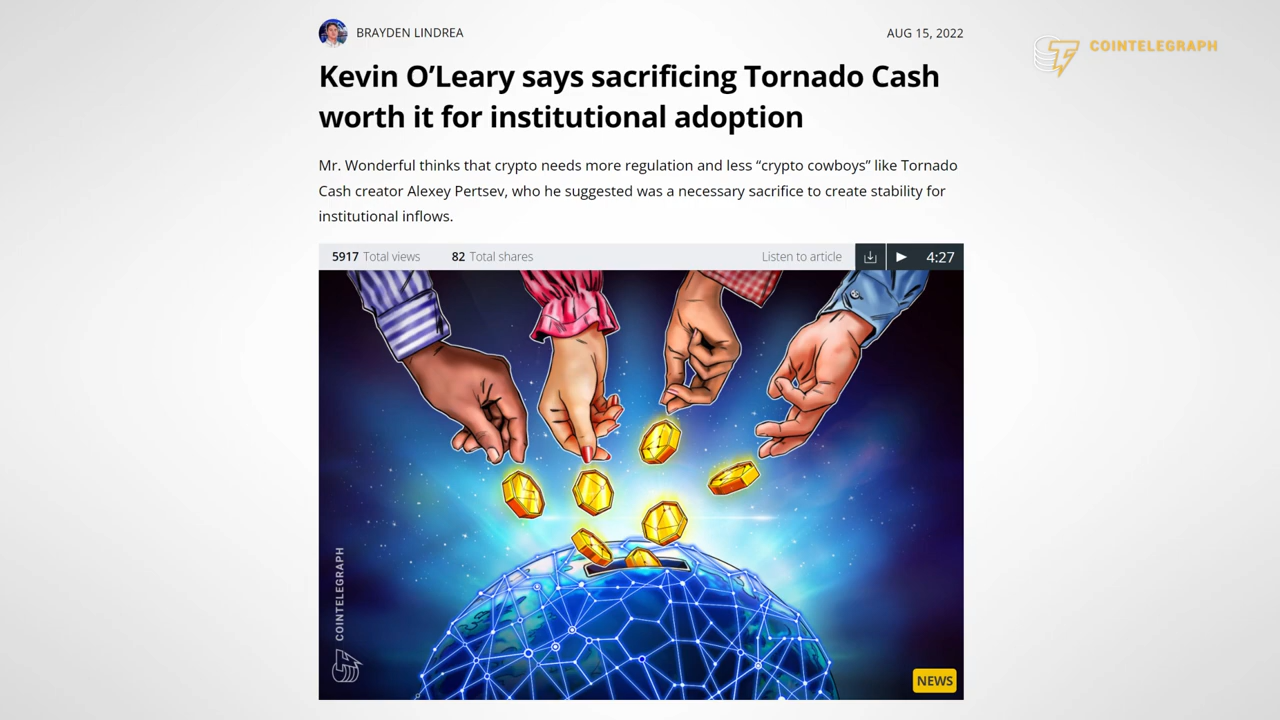 BRAYDEN LINDREA
AUG 15, 2022
COINTELEGRAPH
Kevin O’Leary says sacrificing Tornado Cash
worth it for institutional adoption
Mr. Wonderful thinks that crypto needs more regulation and less “crypto cowboys” like Tornado
Cash creator Alexey Pertsev, who he suggested was a necessary sacrifice to create stability for
institutional inflows.
5917 Total views 82 Total shares Listen to article 4:27
COINTELEGRAPH
NEWS